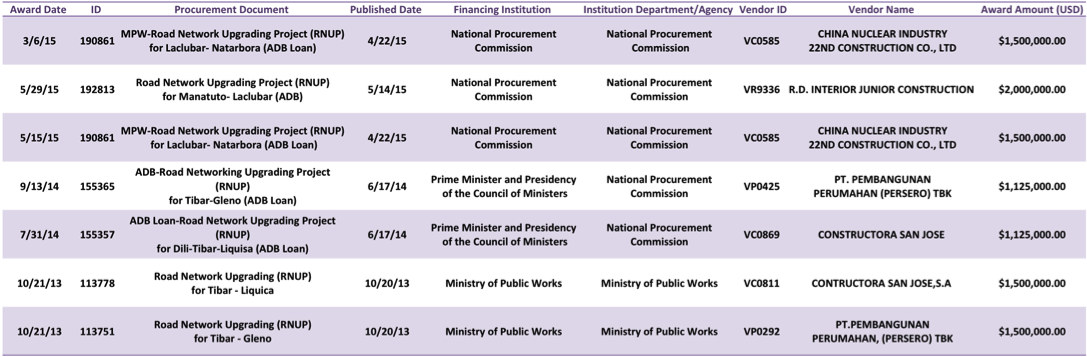 Award Date ID Procurement Document Published Date Financing Institution Institution Department/Agency Vendor ID Vendor Name Award Amount (USD)
3/6/15 190861 MPW-Road Network Upgrading Project (RNUP) for Laclubar- Natarbora (ADB Loan) 4/22/15 National Procurement Commission National Procurement Commission VC0585 CHINA NUCLEAR INDUSTRY 22ND CONSTRUCTION CO., LTD $1,500,000.00
5/29/15 192813 Road Network Upgrading Project (RNUP) for Manatuto- Laclubar (ADB) 5/14/15 National Procurement Commission National Procurement Commission VR9336 R.D. INTERIOR JUNIOR CONSTRUCTION $2,000,000.00
5/15/15 190861 MPW-Road Network Upgrading Project (RNUP) for Laclubar- Natarbora (ADB Loan) 4/22/15 National Procurement Commission National Procurement Commission VC0585 CHINA NUCLEAR INDUSTRY 22ND CONSTRUCTION CO., LTD $1,500,000.00
9/13/14 155365 ADB-Road Networking Upgrading Project (RNUP) for Tibar-Gleno (ADB Loan) 6/17/14 Prime Minister and Presidency of the Council of Ministers National Procurement Commission VP0425 PT. PEMBANGUNAN PERUMAHAN (PERSERO) TBK $1,125,000.00
7/31/14 155357 ADB Loan-Road Network Upgrading Project (RNUP) for Dili-Tibar-Liquisa (ADB Loan) 6/17/14 Prime Minister and Presidency of the Council of Ministers National Procurement Commission VC0869 CONSTRUCTORA SAN JOSE $1,125,000.00
10/21/13 113778 Road Network Upgrading (RNUP) for Tibar - Liquica 10/20/13 Ministry of Public Works Ministry of Public Works VC0811 CONTRUCTORA SAN JOSE,S.A $1,500,000.00
10/21/13 113751 Road Network Upgrading (RNUP) for Tibar - Gleno 10/20/13 Ministry of Public Works Ministry of Public Works VP0292 PT.PEMBANGUNAN PERUMAHAN, (PERSERO) TBK $1,500,000.00